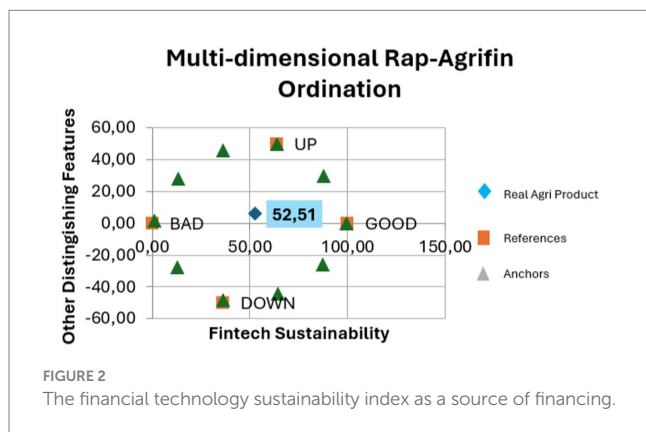 Multi-dimensional Rap-Agrifin
Ordination
Other Distingishing Features
60,00
40,00
20,00
0,00
-20,00
-40,00
-60,00
UP
52,51
BAD
GOOD
0,00 50,00 100,00 150,00
DOWN
Fintech Sustainability
Real Agri Product
References
Anchors
FIGURE 2
The financial technology sustainability index as a source of financing.